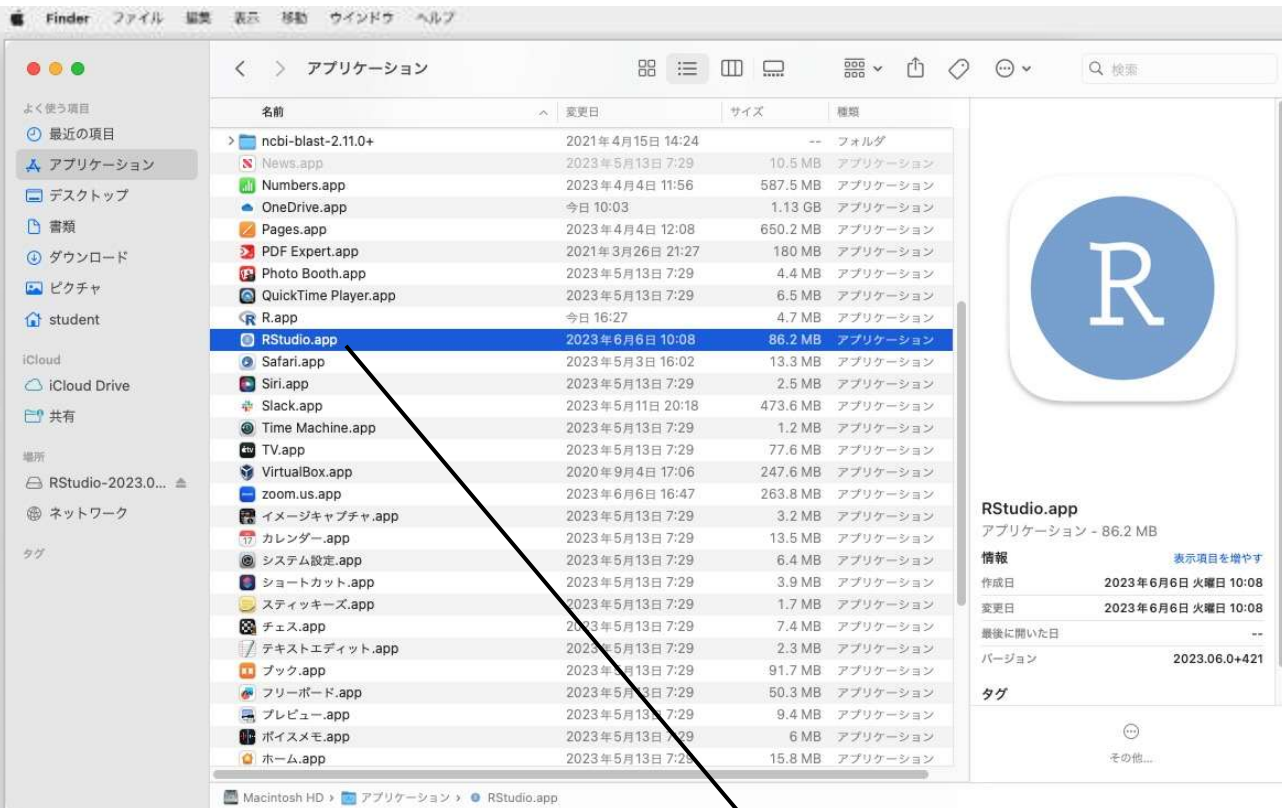 Finder ファイル 編集 表示 移動 ウインドウ ヘルプ
アプリケーション
検索
よく使う項目
最近の項目
アプリケーション
デスクトップ
書類
ダウンロード
ピクチャ
student
iCloud
iCloud Drive
共有
場所
RStudio-2023.0...
ネットワーク
タグ
名前 変更日 サイズ 種類
ncbi-blast-2.11.0+ 2021年4月15日 14:24 -- フォルダ
News.app 2023年5月13日 7:29 10.5 MB アプリケーション
Numbers.app 2023年4月4日 11:56 587.5 MB アプリケーション
OneDrive.app 今日 10:03 1.13 GB アプリケーション
Pages.app 2023年4月4日 12:08 650.2 MB アプリケーション
PDF Expert.app 2021年3月26日 21:27 180 MB アプリケーション
Photo Booth.app 2023年5月13日 7:29 4.4 MB アプリケーション
QuickTime Player.app 2023年5月13日 7:29 6.5 MB アプリケーション
R.app 今日 16:27 4.7 MB アプリケーション
RStudio.app 2023年6月6日 10:08 86.2 MB アプリケーション
Safari.app 2023年5月3日 16:02 13.3 MB アプリケーション
Siri.app 2023年5月13日 7:29 2.5 MB アプリケーション
Slack.app 2023年5月11日 20:18 473.6 MB アプリケーション
Time Machine.app 2023年5月13日 7:29 1.2 MB アプリケーション
TV.app 2023年5月13日 7:29 77.6 MB アプリケーション
VirtualBox.app 2020年9月4日 17:06 247.6 MB アプリケーション
zoom.us.app 2023年6月6日 16:47 263.8 MB アプリケーション
イメージキャプチャ.app 2023年5月13日 7:29 3.2 MB アプリケーション
カレンダー.app 2023年5月13日 7:29 13.5 MB アプリケーション
システム設定.app 2023年5月13日 7:29 6.4 MB アプリケーション
ショートカット.app 2023年5月13日 7:29 3.9 MB アプリケーション
スティッキーズ.app 2023年5月13日 7:29 1.7 MB アプリケーション
チェス.app 2023年5月13日 7:29 7.4 MB アプリケーション
テキストエディット.app 2023年5月13日 7:29 2.3 MB アプリケーション
ブック.app 2023年5月13日 7:29 91.7 MB アプリケーション
フリーボード.app 2023年5月13日 7:29 50.3 MB アプリケーション
プレビュー.app 2023年5月13日 7:29 9.4 MB アプリケーション
ボイスメモ.app 2023年5月13日 7:29 6 MB アプリケーション
ホーム.app 2023年5月13日 7:29 15.8 MB アプリケーション
R
RStudio.app
アプリケーション - 86.2 MB
情報 表示項目を増やす
作成日 2023年6月6日 火曜日 10:08
変更日 2023年6月6日 火曜日 10:08
最後に開いた日 --
バージョン 2023.06.0+421
タグ
その他...
Macintosh HD › アプリケーション › RStudio.app